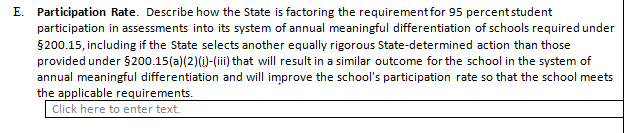 E. Participation Rate. Describe how the State is factoring the requirement for 95 percent student
participation in assessments into its system of annual meaningful differentiation of schools required under
§200.15, including if the State selects another equally rigorous State-determined action than those
provided under §200.15(a)(2)(i)-(iii) that will result in a similar outcome for the school in the system of
annual meaningful differentiation and will improve the school's participation rate so that the school meets
the applicable requirements.
Click here to enter text.